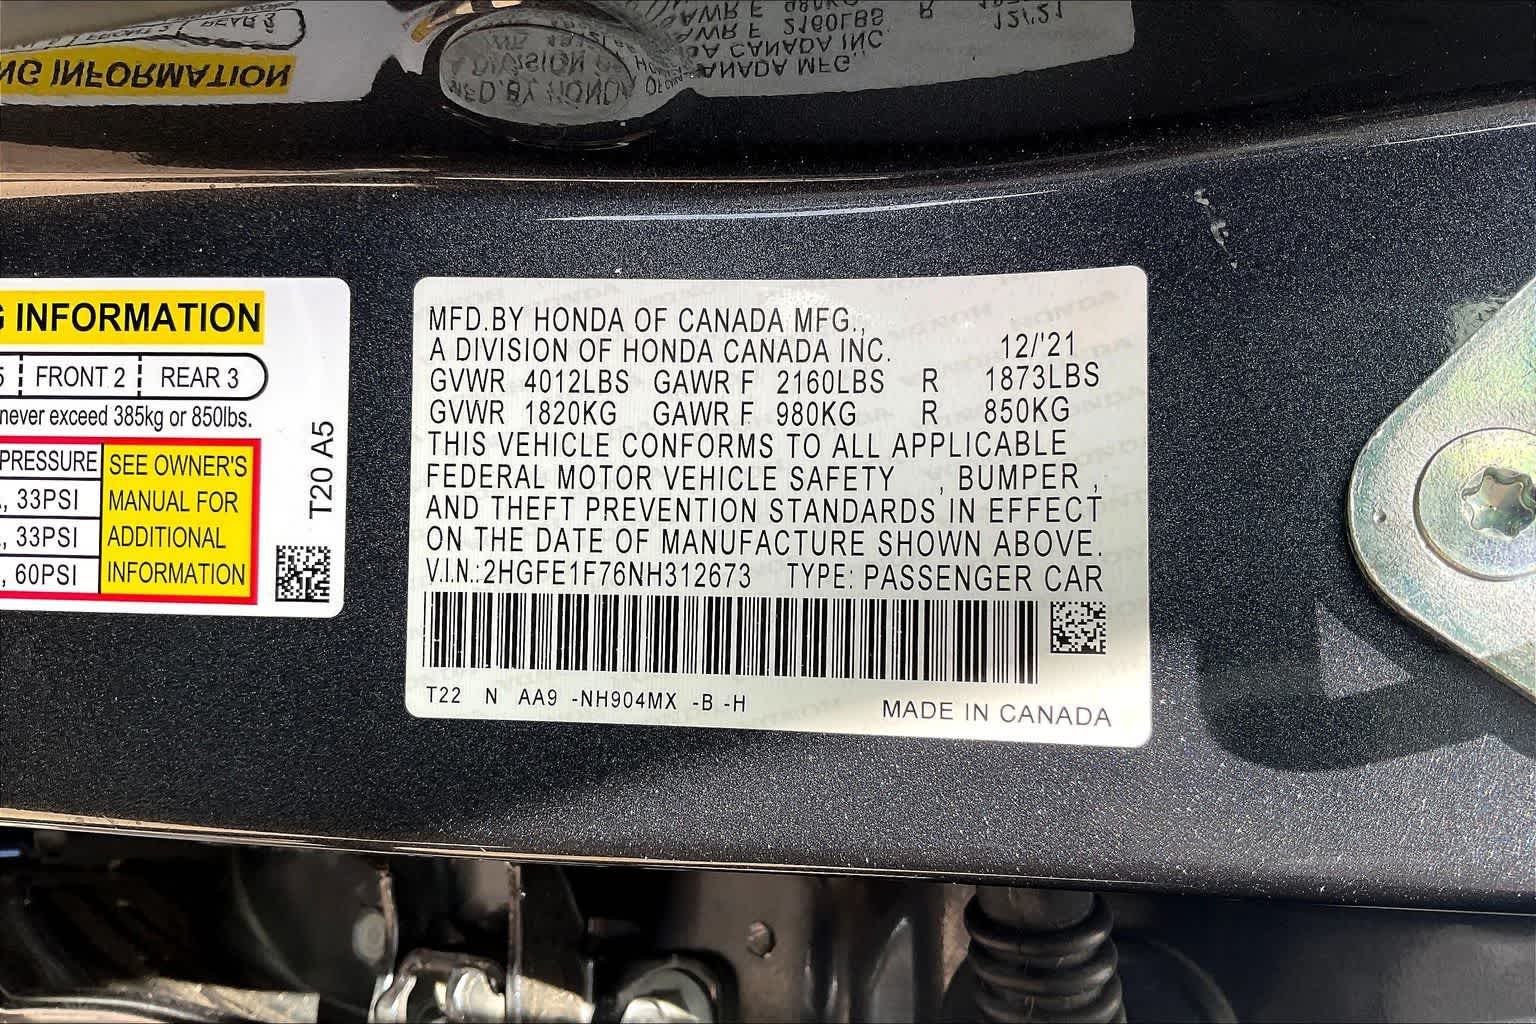 INFORMATION
FRONT 2
REAR 3
never exceed 385kg or 850lbs.
PRESSURE
33PSI
33PSI
60PSI
SEE OWNER'S
MANUAL FOR
ADDITIONAL
INFORMATION
T20 A5
MFD.BY HONDA OF CANADA MFG.,
A DIVISION OF HONDA CANADA INC. 12/'21
GVWR 4012LBS GAWR F 2160LBS R 1873LBS
GVWR 1820KG GAWR F 980KG R 850KG
THIS VEHICLE CONFORMS TO ALL APPLICABLE
FEDERAL MOTOR VEHICLE SAFETY , BUMPER ,
AND THEFT PREVENTION STANDARDS IN EFFECT
ON THE DATE OF MANUFACTURE SHOWN ABOVE.
V.I.N.:2HGFE1F76NH312673 TYPE: PASSENGER CAR
T22 N AA9 -NH904MX -B -H
MADE IN CANADA